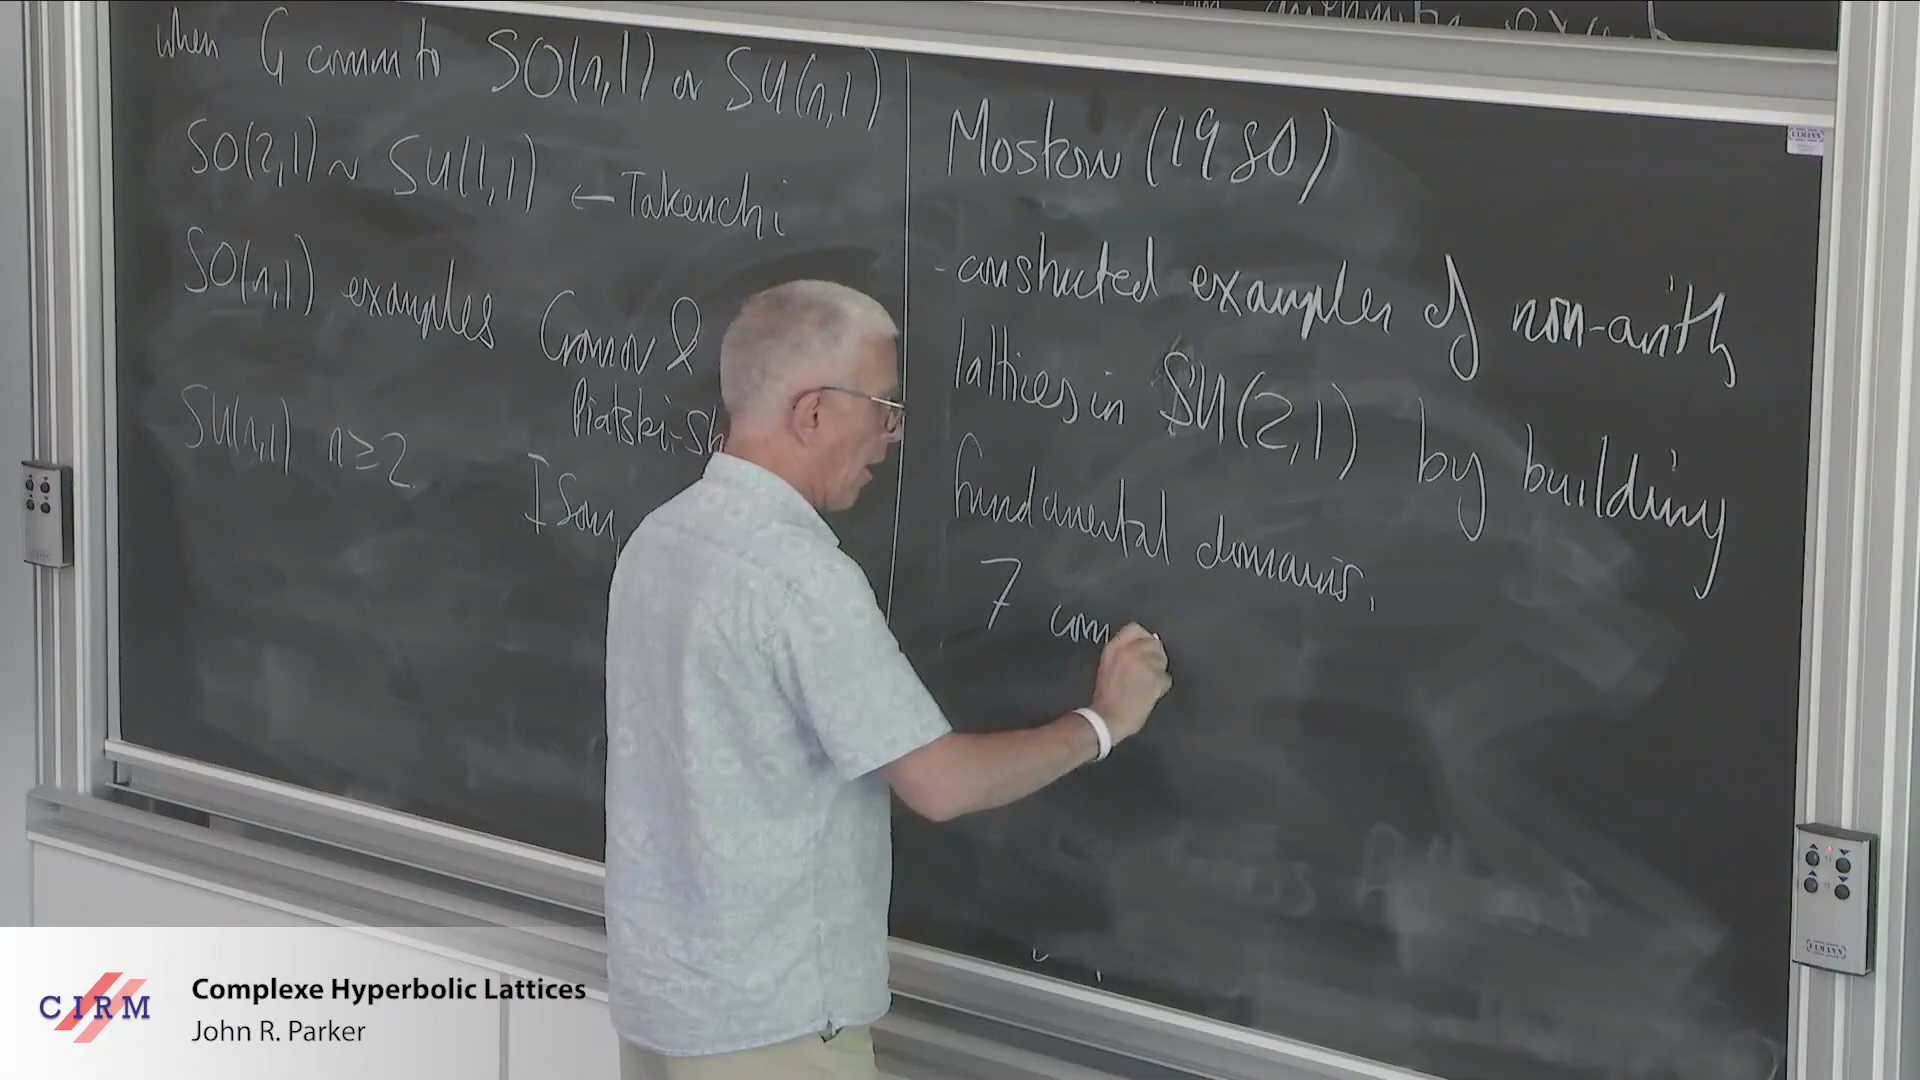 when G comm to SO(n,1) or SU(n,1)
SO(2,1) ~ SU(1,1) ← Takeuchi
SO(n,1) examples Gromov &
Piatski-Sh
SU(n,1) n≥2.
Mostow (1980)
- constructed examples of non-arith
lattices in SU(2,1) by building
fundamental domains.
7 com
CIRM
Complexe Hyperbolic Lattices
John R. Parker